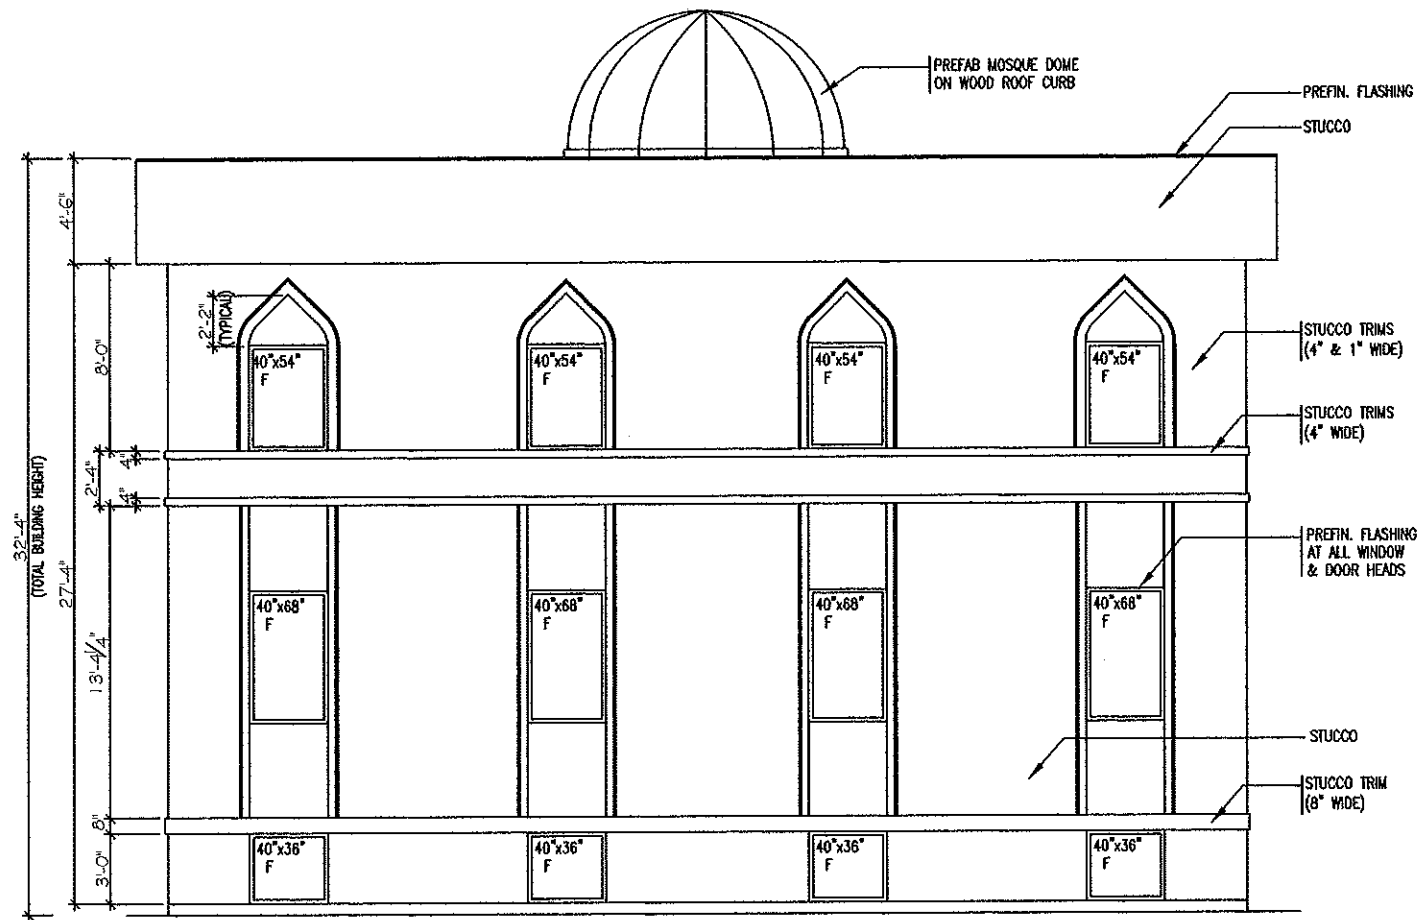 PREFAB MOSQUE DOME
ON WOOD ROOF CURB
PREFIN. FLASHING
STUCCO
4'-6"
2'-2"
(TYPICAL)
8'-0"
40"x54"
F
40"x54"
F
40"x54"
F
40"x54"
F
STUCCO TRIMS
(4" & 1" WIDE)
STUCCO TRIMS
(4" WIDE)
4"
2'-4"
4"
32'-4"
(TOTAL BUILDING HEIGHT)
27'-4"
13'-4 1/4"
PREFIN. FLASHING
AT ALL WINDOW
& DOOR HEADS
40"x68"
F
40"x68"
F
40"x68"
F
40"x68"
F
STUCCO
STUCCO TRIM
(8" WIDE)
8"
3'-0"
40"x36"
F
40"x36"
F
40"x36"
F
40"x36"
F